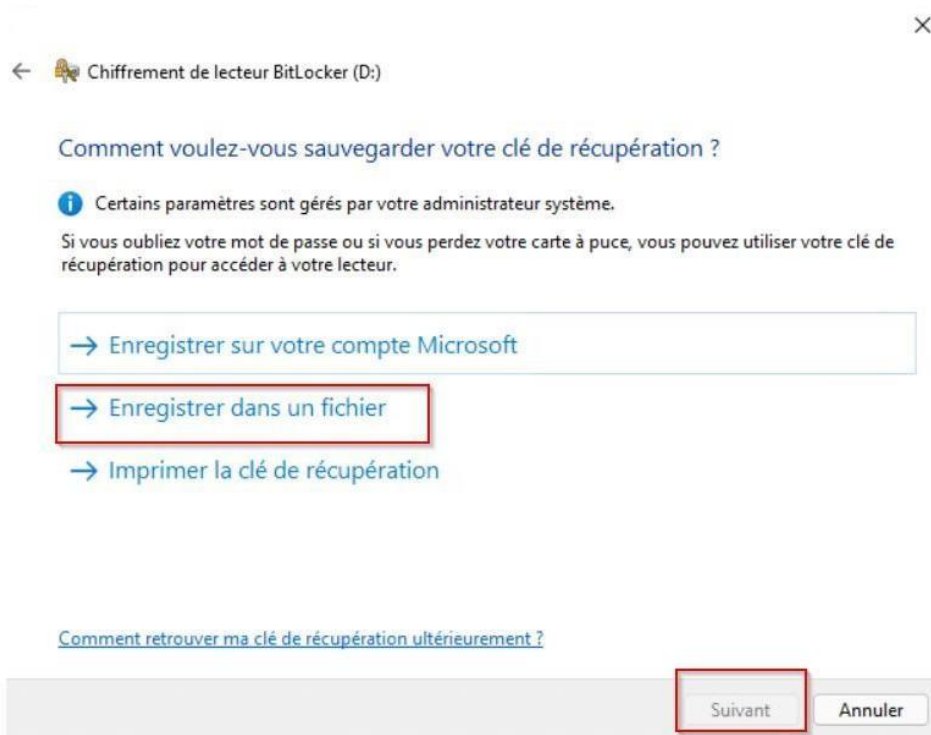 Chiffrement de lecteur BitLocker (D:)
Comment voulez-vous sauvegarder votre clé de récupération ?
Certains paramètres sont gérés par votre administrateur système.
Si vous oubliez votre mot de passe ou si vous perdez votre carte à puce, vous pouvez utiliser votre clé de
récupération pour accéder à votre lecteur.
Enregistrer sur votre compte Microsoft
Enregistrer dans un fichier
Imprimer la clé de récupération
Comment retrouver ma clé de récupération ultérieurement ?
Suivant
Annuler